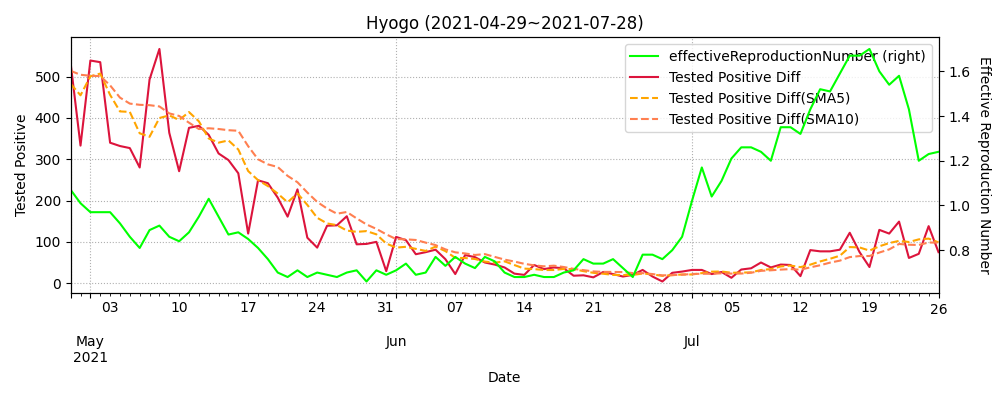 Hyogo (2021-04-29~2021-07-28)
effectiveReproductionNumber (right)
Tested Positive Diff
Tested Positive Diff(SMA5)
Tested Positive Diff(SMA10)
Tested Positive
500
400
300
200
100
0
1.6
1.4
1.2
1.0
0.8
Effective Reproduction Number
03 10 17 24 31 07 14 21 28 05 12 19 26
May Jun Jul
2021
Date